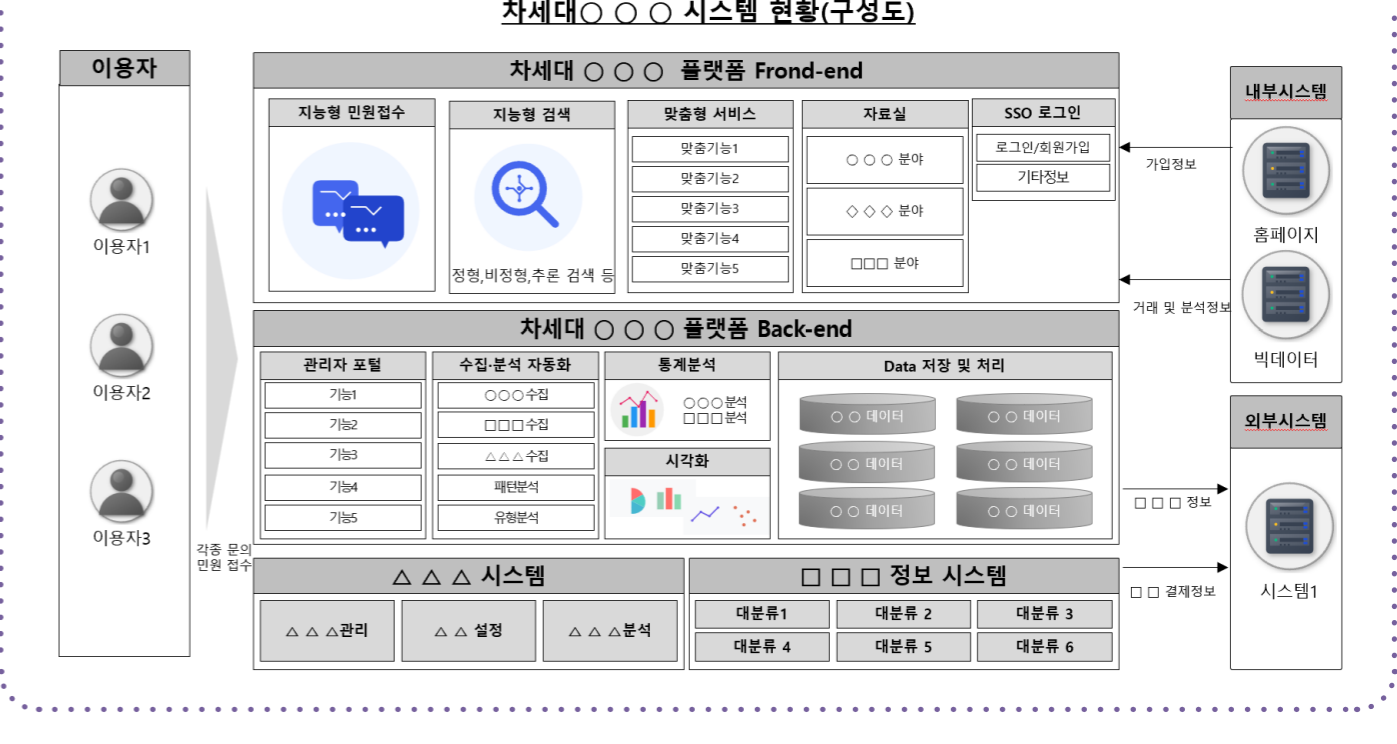 차세대○ ○ ○ 시스템 현황(구성도)
이용자
이용자1
이용자2
이용자3
각종 문의
민원 접수
차세대 ○ ○ ○ 플랫폼 Frond-end
지능형 민원접수
지능형 검색
정형,비정형,추론 검색 등
맞춤형 서비스
맞춤기능1
맞춤기능2
맞춤기능3
맞춤기능4
맞춤기능5
자료실
○ ○ ○ 분야
◇ ◇ ◇ 분야
□□□ 분야
SSO 로그인
로그인/회원가입
기타정보
차세대 ○ ○ ○ 플랫폼 Back-end
관리자 포털
기능1
기능2
기능3
기능4
기능5
수집·분석 자동화
○○○수집
□□□수집
△△△수집
패턴분석
유형분석
통계분석
○○○분석
□□□분석
시각화
Data 저장 및 처리
○ ○ 데이터
○ ○ 데이터
○ ○ 데이터
○ ○ 데이터
○ ○ 데이터
○ ○ 데이터
△ △ △ 시스템
△ △ △관리
△ △ 설정
△ △ △분석
□ □ □ 정보 시스템
대분류1
대분류 2
대분류 3
대분류 4
대분류 5
대분류 6
가입정보
거래 및 분석정보
□ □ □ 정보
□ □ 결제정보
내부시스템
홈페이지
빅데이터
외부시스템
시스템1